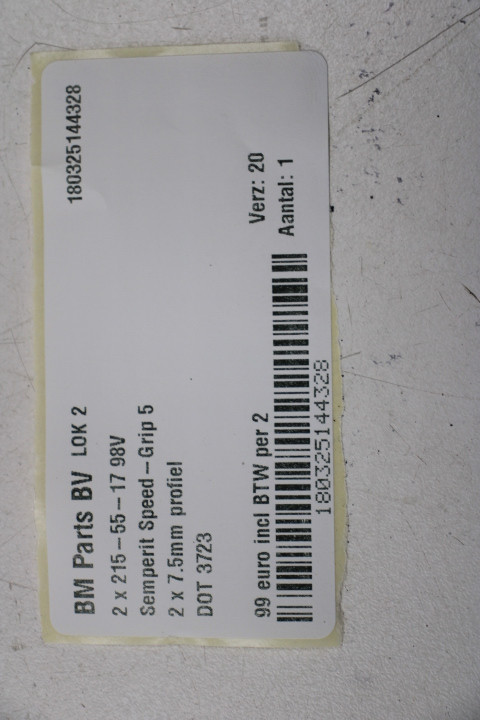 BM Parts BV LOK 2 180325144328
2 x 215-55-17 98V
Semperit Speed-Grip 5
2 x 7.5mm profiel
DOT 3723
99 euro incl BTW per 2 Verz: 20
Aantal: 1
180325144328